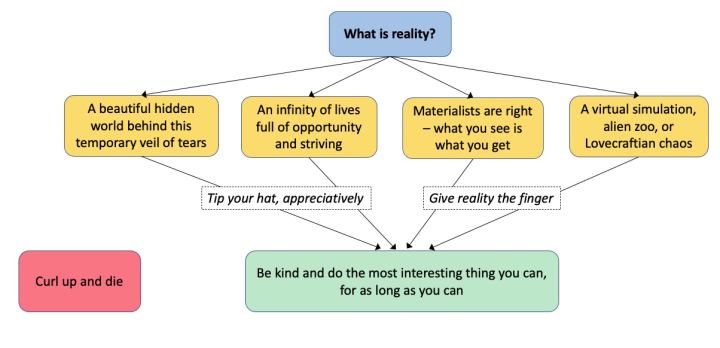 What is reality?
A beautiful hidden
world behind this
temporary veil of tears
An infinity of lives
full of opportunity
and striving
Materialists are right
– what you see is
what you get
A virtual simulation,
alien zoo, or
Lovecraftian chaos
Tip your hat, appreciatively
Give reality the finger
Curl up and die
Be kind and do the most interesting thing you can,
for as long as you can